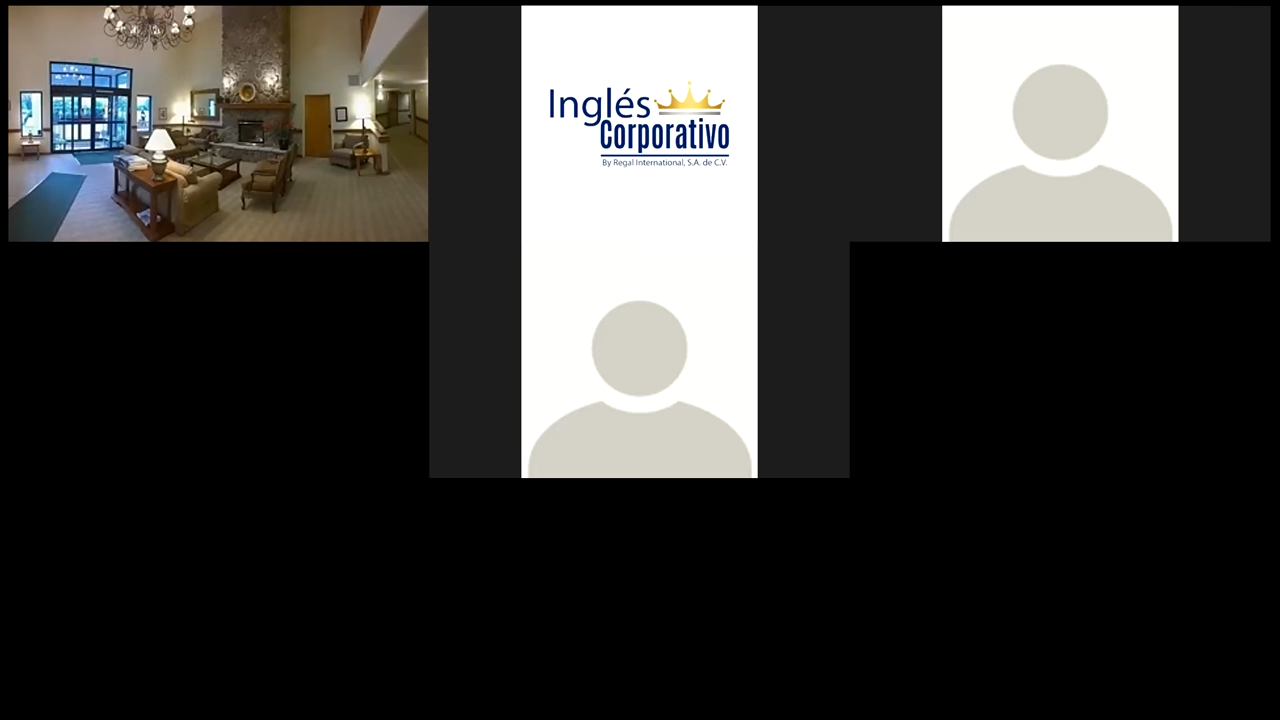 Inglés
Corporativo
By Regal International, S.A. de C.V.